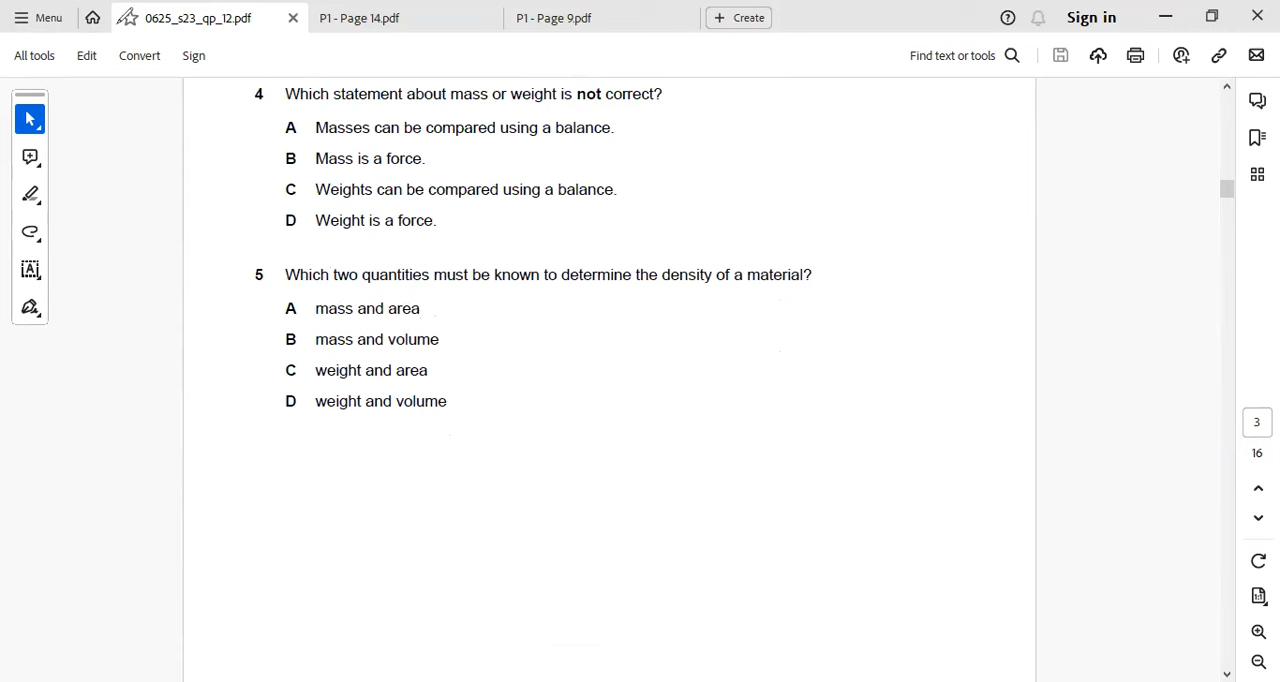 Menu
0625_s23_qp_12.pdf
P1 - Page 14.pdf
P1 - Page 9.pdf
+ Create
Sign in
All tools
Edit
Convert
Sign
Find text or tools
4 Which statement about mass or weight is not correct?
A Masses can be compared using a balance.
B Mass is a force.
C Weights can be compared using a balance.
D Weight is a force.
5 Which two quantities must be known to determine the density of a material?
A mass and area
B mass and volume
C weight and area
D weight and volume
3
16
1:1